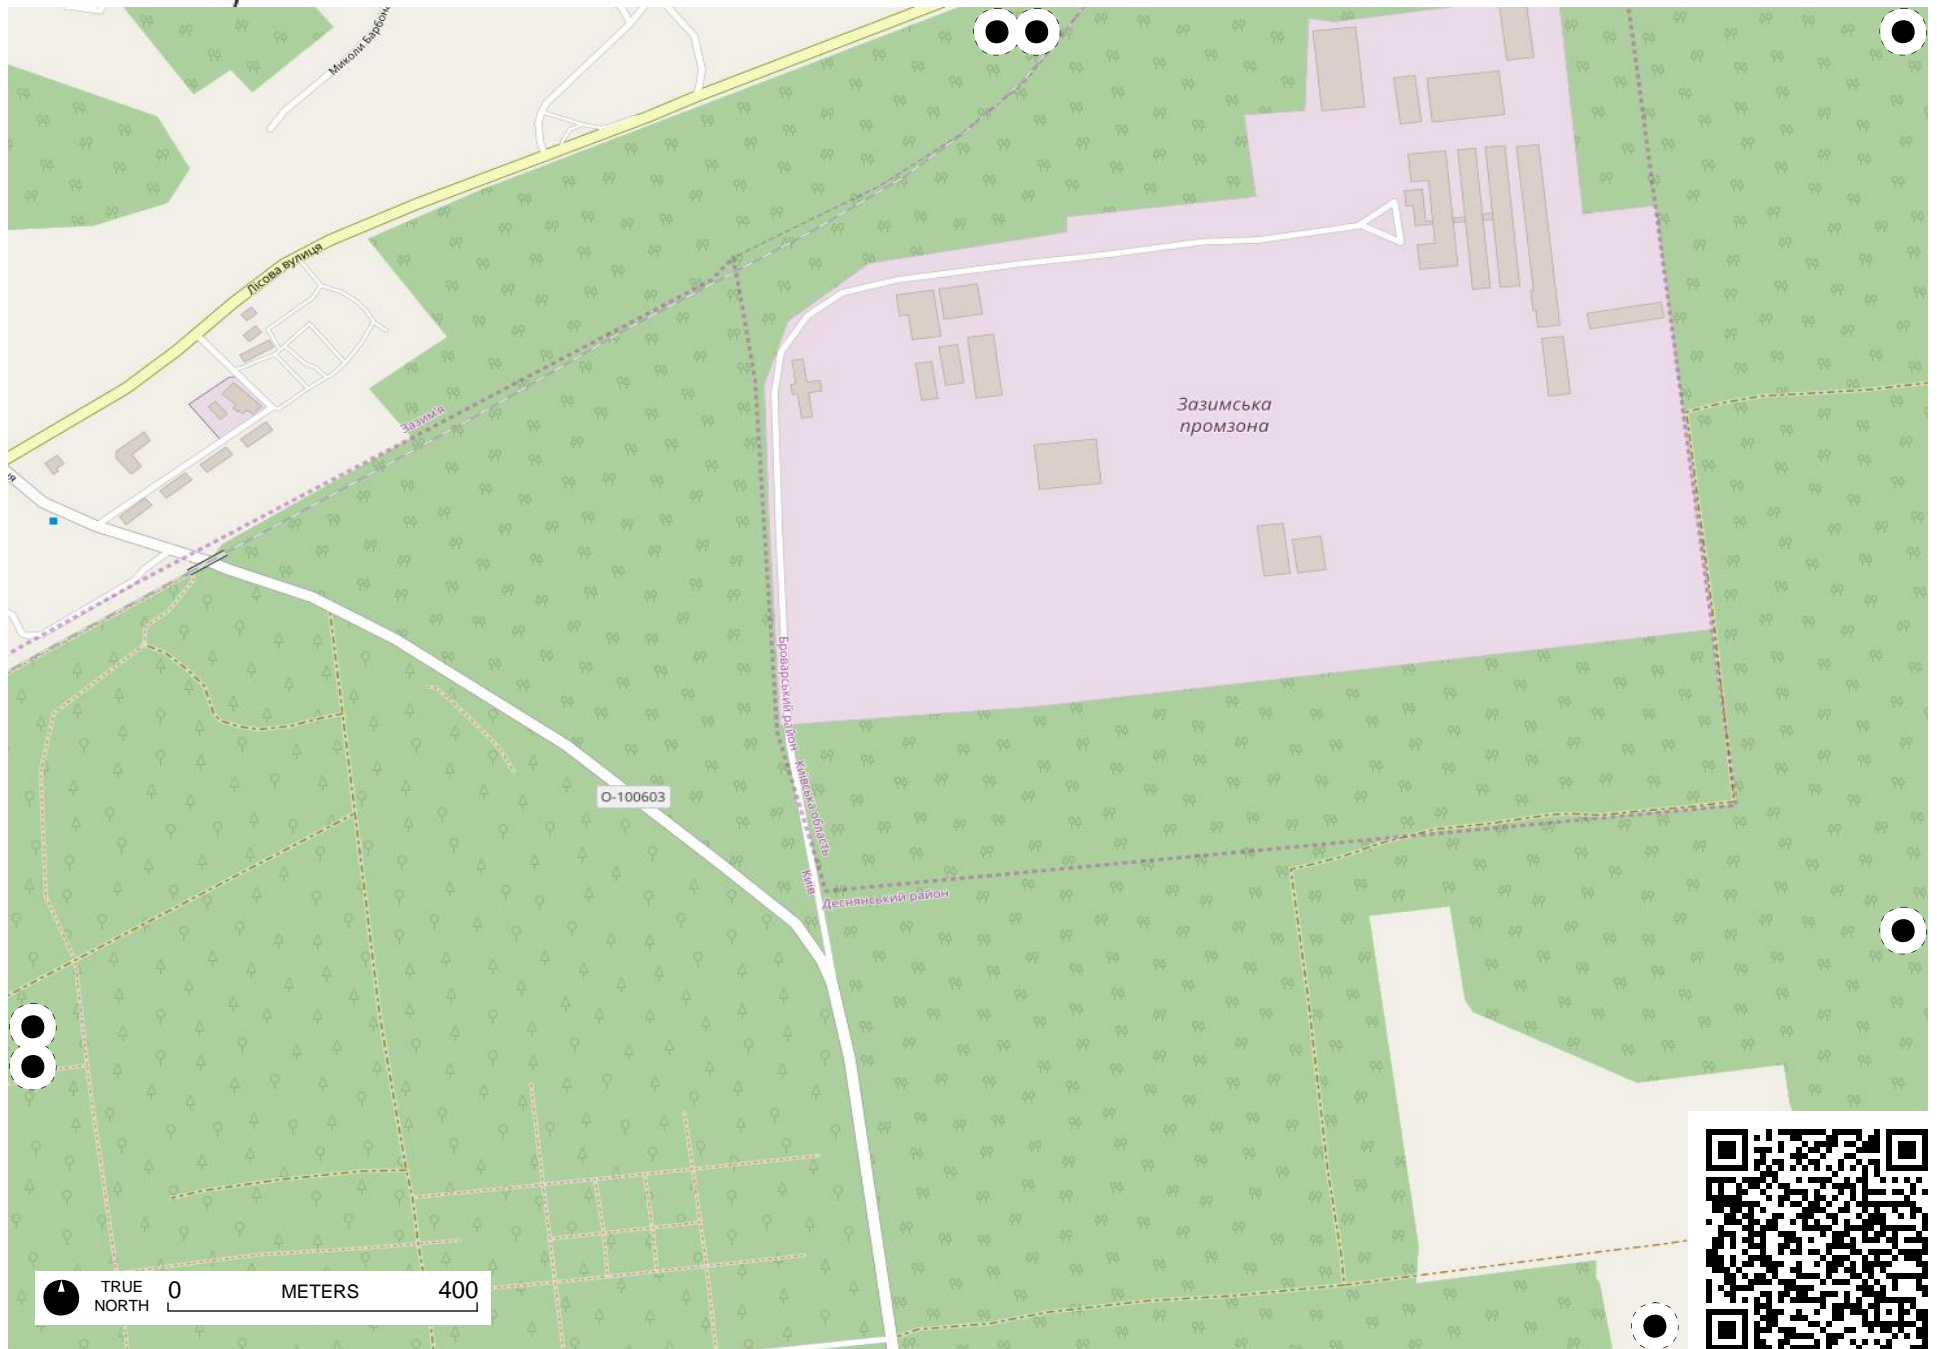 Миколи Барбона
Лісова вулиця
Зазим'я
Зазимська
промзона
Броварський район
Київська область
О-100603
Київ
Деснянський район
TRUE
NORTH
0 METERS 400